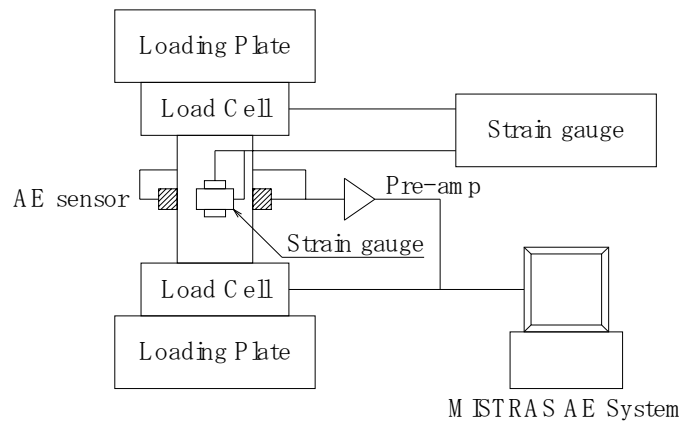 Loading Plate
Load Cell
Strain gauge
Pre-amp
AE sensor
Strain gauge
Load Cell
Loading Plate
MISTRAS AE System